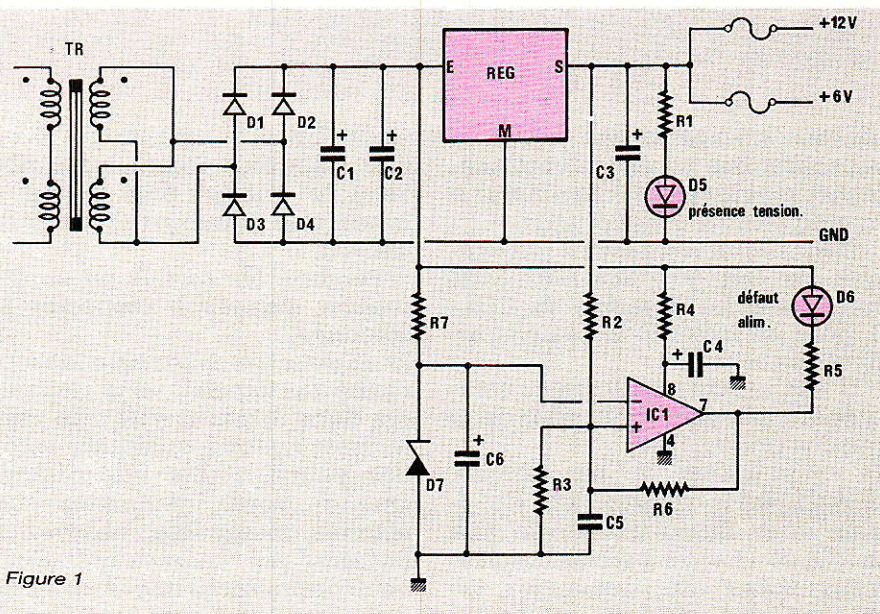 TR
D1
D2
D3
D4
+
C1
+
C2
E
REG
S
M
+
C3
R1
D5
présence tension.
+12V
+6V
GND
R7
R2
R4
défaut
alim.
D6
R5
+
C4
8
−
+
IC1
7
4
D7
+
C6
R3
C5
R6
Figure 1